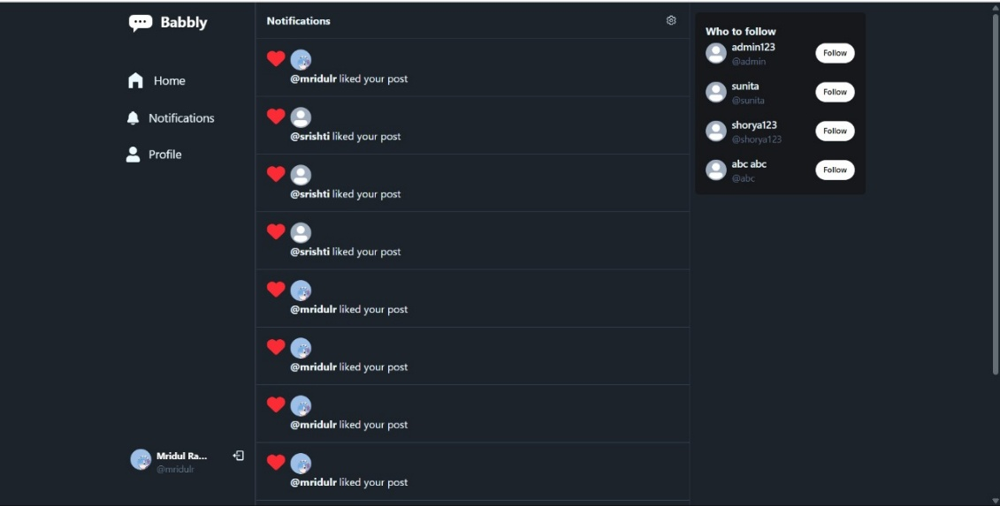 Babbly
Home
Notifications
Profile
Mridul Ra...
@mridulr
Notifications
@mridulr liked your post
@srishti liked your post
@srishti liked your post
@srishti liked your post
@mridulr liked your post
@mridulr liked your post
@mridulr liked your post
@mridulr liked your post
Who to follow
admin123
@admin
Follow
sunita
@sunita
Follow
shorya123
@shorya123
Follow
abc abc
@abc
Follow